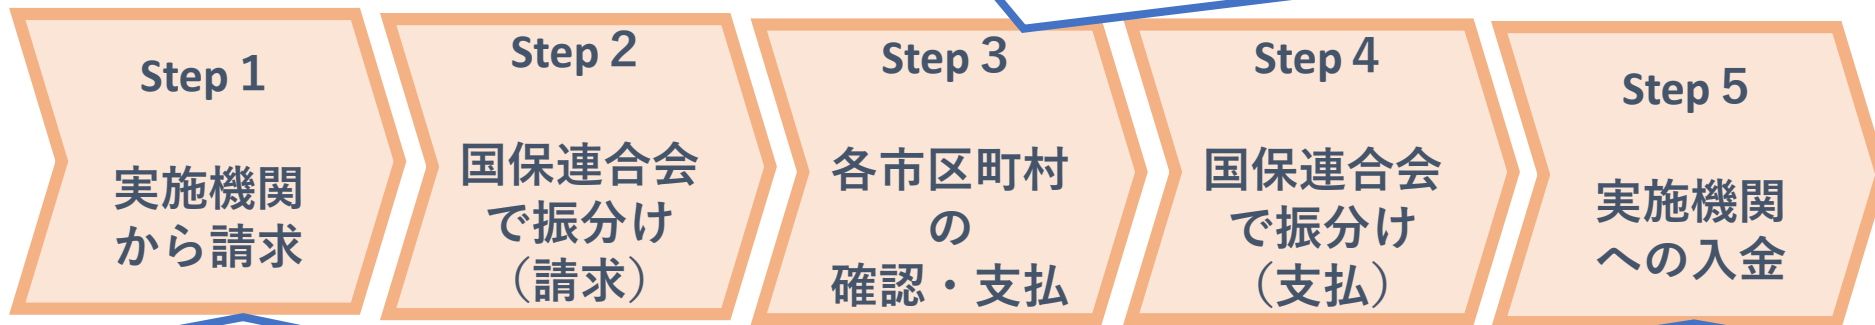 Step 1
実施機関
から請求
Step 2
国保連合会
で振分け
（請求）
Step 3
各市区町村
の
確認・支払
Step 4
国保連合会
で振分け
（支払）
Step 5
実施機関
への入金